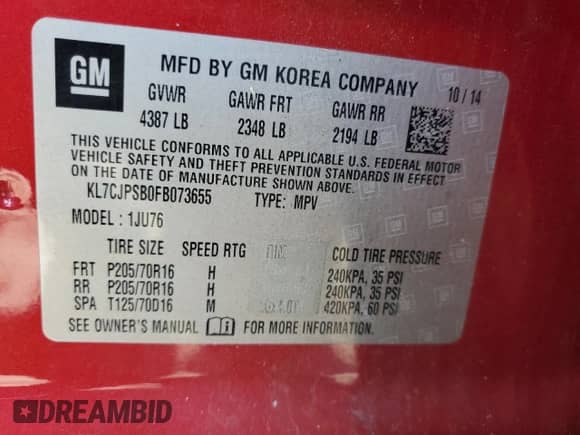 GM
MFD BY GM KOREA COMPANY 10 / 14
GVWR GAWR FRT GAWR RR
4387 LB 2348 LB 2194 LB
THIS VEHICLE CONFORMS TO ALL APPLICABLE U.S. FEDERAL MOTOR
VEHICLE SAFETY AND THEFT PREVENTION STANDARDS IN EFFECT
ON THE DATE OF MANUFACTURE SHOWN ABOVE.
KL7CJPSB0FB073655 TYPE: MPV
MODEL : 1JU76
TIRE SIZE SPEED RTG RIM COLD TIRE PRESSURE
FRT P205/70R16 H 240KPA, 35 PSI
RR P205/70R16 H 240KPA, 35 PSI
SPA T125/70D16 M 420KPA, 60 PSI
SEE OWNER'S MANUAL FOR MORE INFORMATION.
DREAMBID